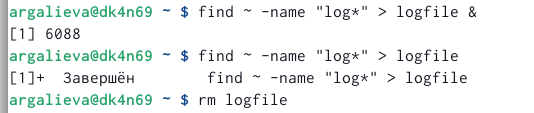 argalieva@dk4n69 ~ $ find ~ -name "log*" > logfile &
[1] 6088
argalieva@dk4n69 ~ $ find ~ -name "log*" > logfile
[1]+  Завершён        find ~ -name "log*" > logfile
argalieva@dk4n69 ~ $ rm logfile